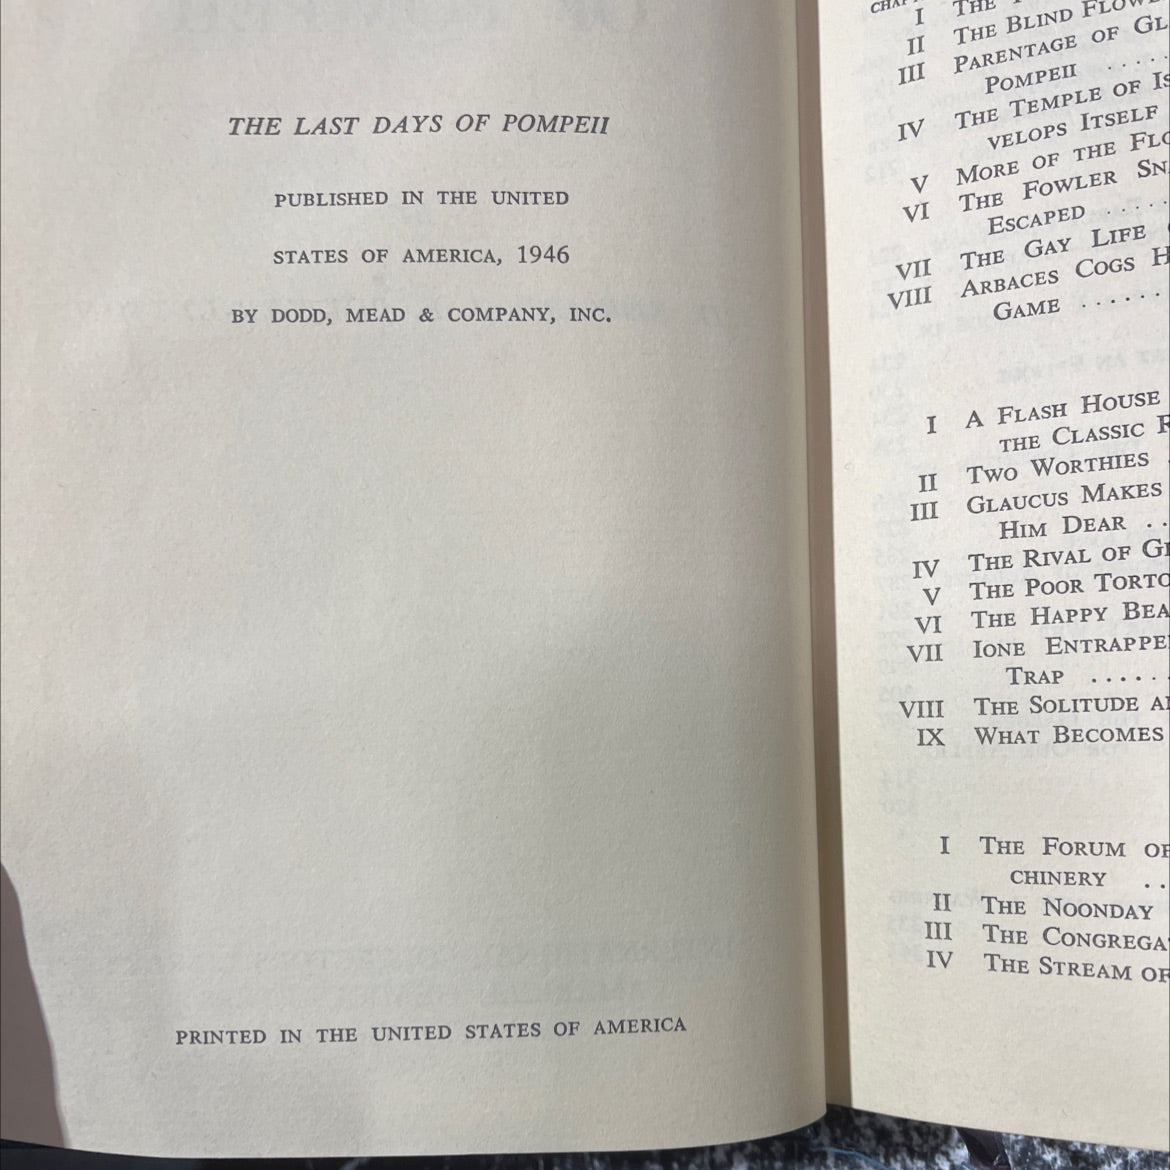 THE LAST DAYS OF POMPEII
PUBLISHED IN THE UNITED
STATES OF AMERICA, 1946
BY DODD, MEAD & COMPANY, INC.
PRINTED IN THE UNITED STATES OF AMERICA
I THE
II THE BLIND
III PARENTAGE OF
POMPEII .....
IV THE TEMPLE OF
VELOPS ITSELF
V MORE OF THE
VI THE FOWLER
ESCAPED .....
VII THE GAY LIFE
VIII ARBACES COGS
GAME ......
I A FLASH HOUSE
THE CLASSIC
II TWO WORTHIES .
III GLAUCUS MAKES
HIM DEAR ..
IV THE RIVAL OF
V THE POOR
VI THE HAPPY
VII IONE
TRAP .....
VIII THE SOLITUDE
IX WHAT BECOMES
I THE FORUM OF
CHINERY ..
II THE NOONDAY
III THE
IV THE STREAM OF